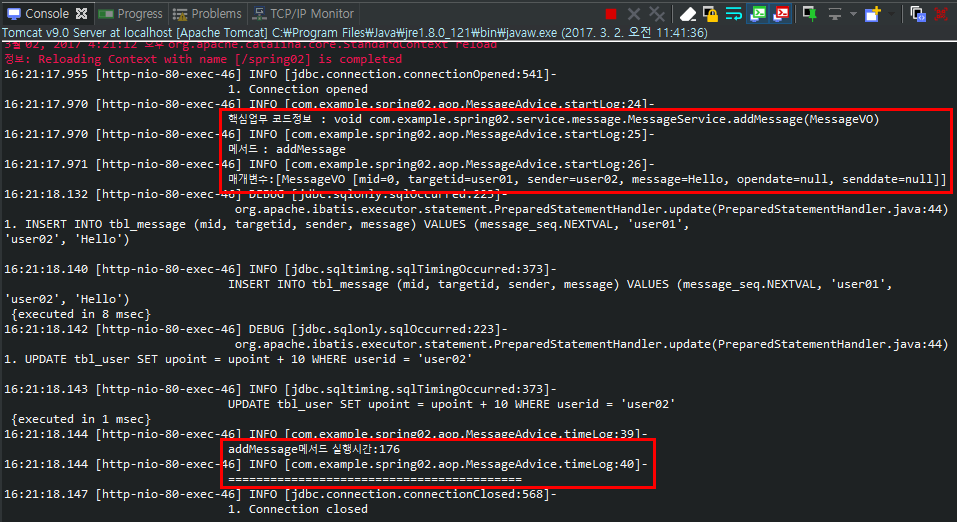 Console Progress Problems TCP/IP Monitor
Tomcat v9.0 Server at localhost [Apache Tomcat] C:₩Program Files₩Java₩jre1.8.0_121₩bin₩javaw.exe (2017. 3. 2. 오전 11:41:36)
3월 02, 2017 4:21:12 오후 org.apache.catalina.core.StandardContext reload
정보: Reloading Context with name [/spring02] is completed
16:21:17.955 [http-nio-80-exec-46] INFO [jdbc.connection.connectionOpened:541]-
1. Connection opened
16:21:17.970 [http-nio-80-exec-46] INFO [com.example.spring02.aop.MessageAdvice.startLog:24]-
핵심업무 코드정보 : void com.example.spring02.service.message.MessageService.addMessage(MessageVO)
16:21:17.970 [http-nio-80-exec-46] INFO [com.example.spring02.aop.MessageAdvice.startLog:25]-
메서드 : addMessage
16:21:17.971 [http-nio-80-exec-46] INFO [com.example.spring02.aop.MessageAdvice.startLog:26]-
매개변수:[MessageVO [mid=0, targetid=user01, sender=user02, message=Hello, opendate=null, senddate=null]]
16:21:18.132 [http-nio-80-exec-46] DEBUG [jdbc.sqlonly.sqlOccurred:223]-
org.apache.ibatis.executor.statement.PreparedStatementHandler.update(PreparedStatementHandler.java:44)
1. INSERT INTO tbl_message (mid, targetid, sender, message) VALUES (message_seq.NEXTVAL, 'user01',
'user02', 'Hello')
16:21:18.140 [http-nio-80-exec-46] INFO [jdbc.sqltiming.sqlTimingOccurred:373]-
INSERT INTO tbl_message (mid, targetid, sender, message) VALUES (message_seq.NEXTVAL, 'user01',
'user02', 'Hello')
{executed in 8 msec}
16:21:18.142 [http-nio-80-exec-46] DEBUG [jdbc.sqlonly.sqlOccurred:223]-
org.apache.ibatis.executor.statement.PreparedStatementHandler.update(PreparedStatementHandler.java:44)
1. UPDATE tbl_user SET upoint = upoint + 10 WHERE userid = 'user02'
16:21:18.143 [http-nio-80-exec-46] INFO [jdbc.sqltiming.sqlTimingOccurred:373]-
UPDATE tbl_user SET upoint = upoint + 10 WHERE userid = 'user02'
{executed in 1 msec}
16:21:18.144 [http-nio-80-exec-46] INFO [com.example.spring02.aop.MessageAdvice.timeLog:39]-
addMessage메서드 실행시간:176
16:21:18.144 [http-nio-80-exec-46] INFO [com.example.spring02.aop.MessageAdvice.timeLog:40]-
==========================================
16:21:18.147 [http-nio-80-exec-46] INFO [jdbc.connection.connectionClosed:568]-
1. Connection closed